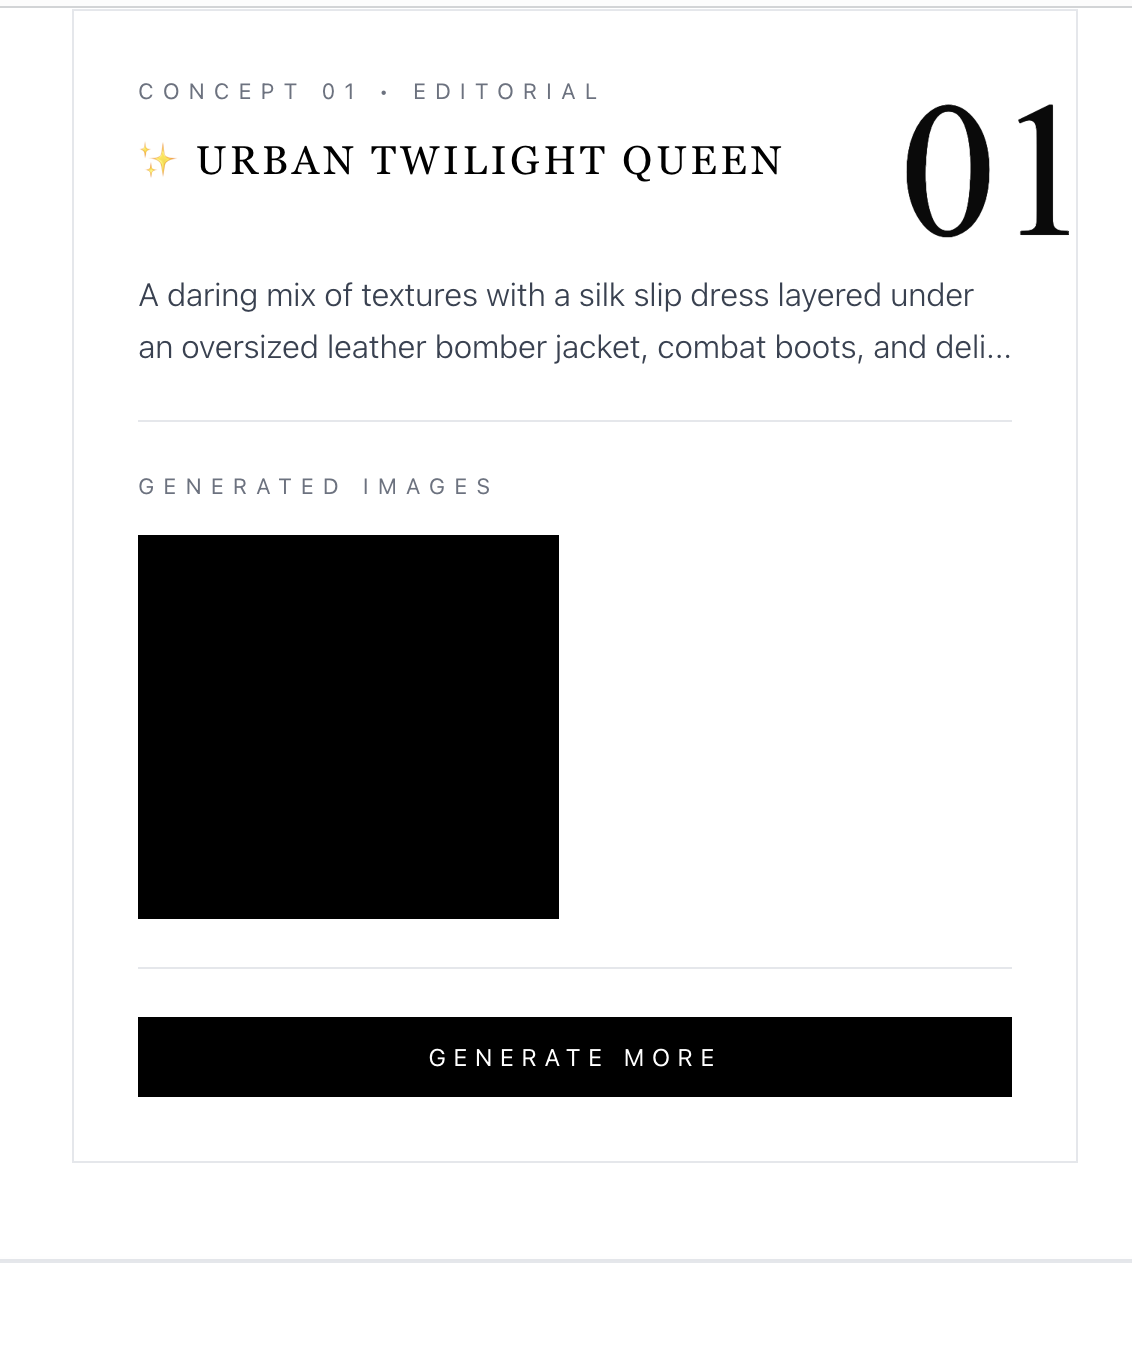 CONCEPT 01 • EDITORIAL
01
✨ URBAN TWILIGHT QUEEN
A daring mix of textures with a silk slip dress layered under
an oversized leather bomber jacket, combat boots, and deli...
GENERATED IMAGES
GENERATE MORE